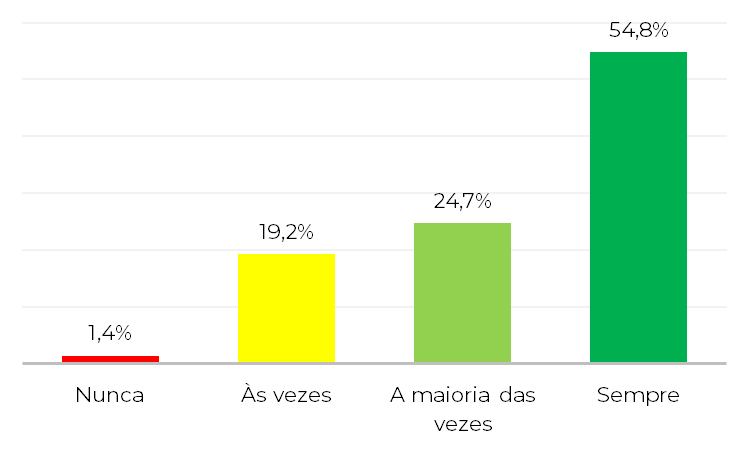 54,8%
24,7%
19,2%
1,4%
Nunca
Às vezes
A maioria das
vezes
Sempre